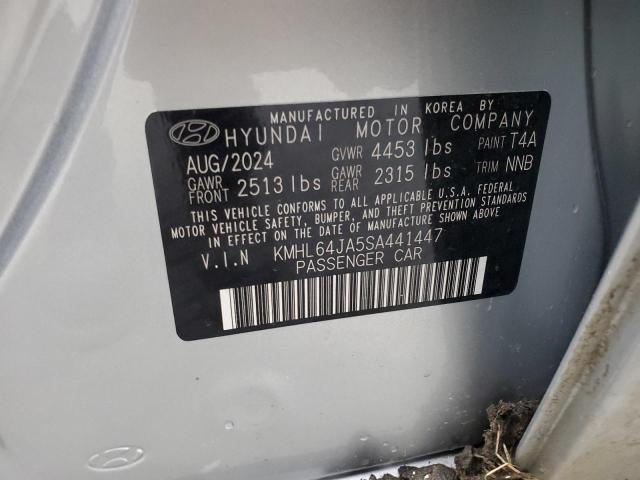 MANUFACTURED IN KOREA BY
HYUNDAI MOTOR COMPANY
AUG/2024 GVWR 4453 lbs PAINT T4A
GAWR FRONT 2513 lbs GAWR REAR 2315 lbs TRIM NNB
THIS VEHICLE CONFORMS TO ALL APPLICABLE U.S.A. FEDERAL
MOTOR VEHICLE SAFETY, BUMPER, AND THEFT PREVENTION STANDARDS
IN EFFECT ON THE DATE OF MANUFACTURE SHOWN ABOVE
V.I.N KMHL64JA5SA441447
PASSENGER CAR